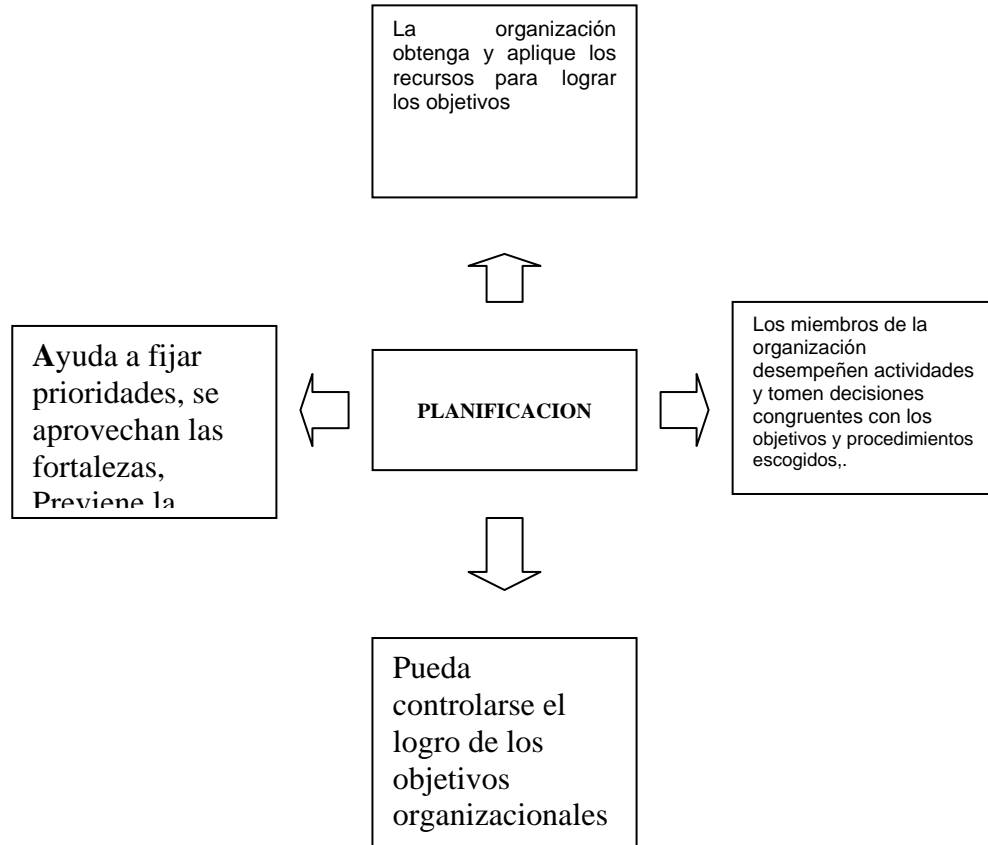 La organización
obtenga y aplique los
recursos para lograr
los objetivos
Ayuda a fijar
prioridades, se
aprovechan las
fortalezas,
Previene la
PLANIFICACION
Los miembros de la
organización
desempeñen actividades
y tomen decisiones
congruentes con los
objetivos y procedimientos
escogidos,.
Pueda
controlarse el
logro de los
objetivos
organizacionales